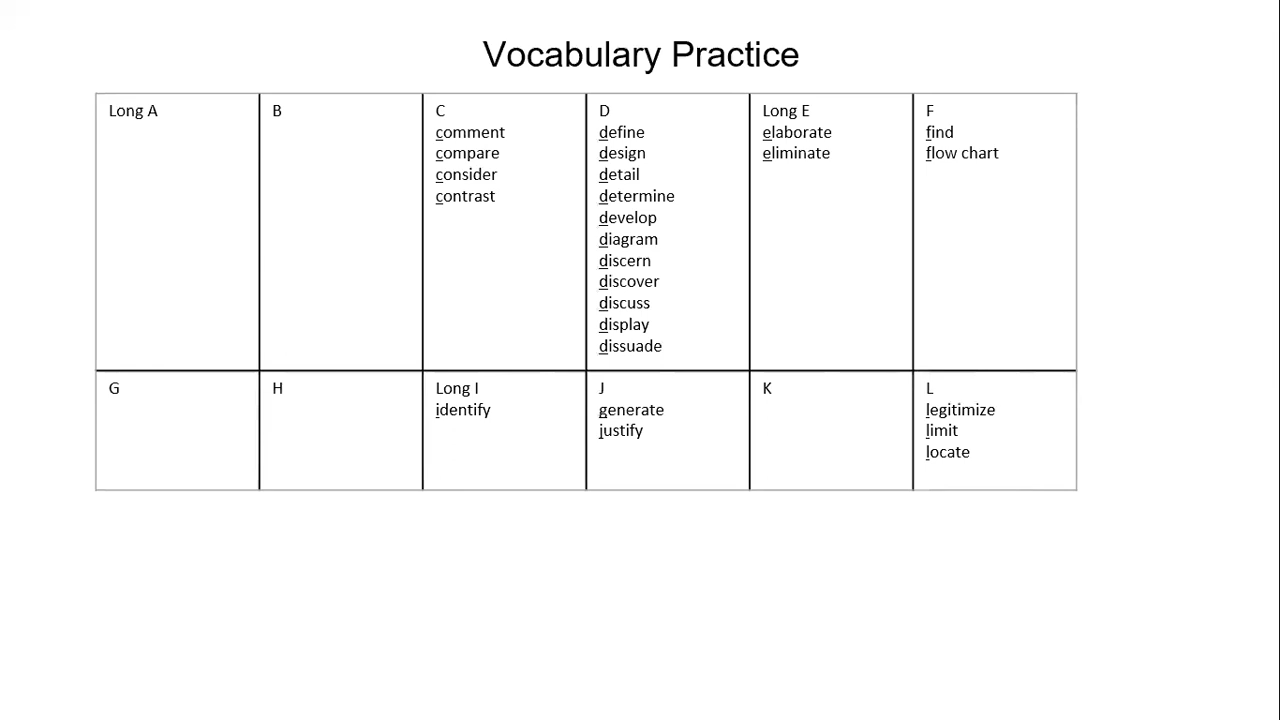 Vocabulary Practice
Long A
B
C
comment
compare
consider
contrast
D
define
design
detail
determine
develop
diagram
discern
discover
discuss
display
dissuade
Long E
elaborate
eliminate
F
find
flow chart
G
H
Long I
identify
J
generate
justify
K
L
legitimize
limit
locate